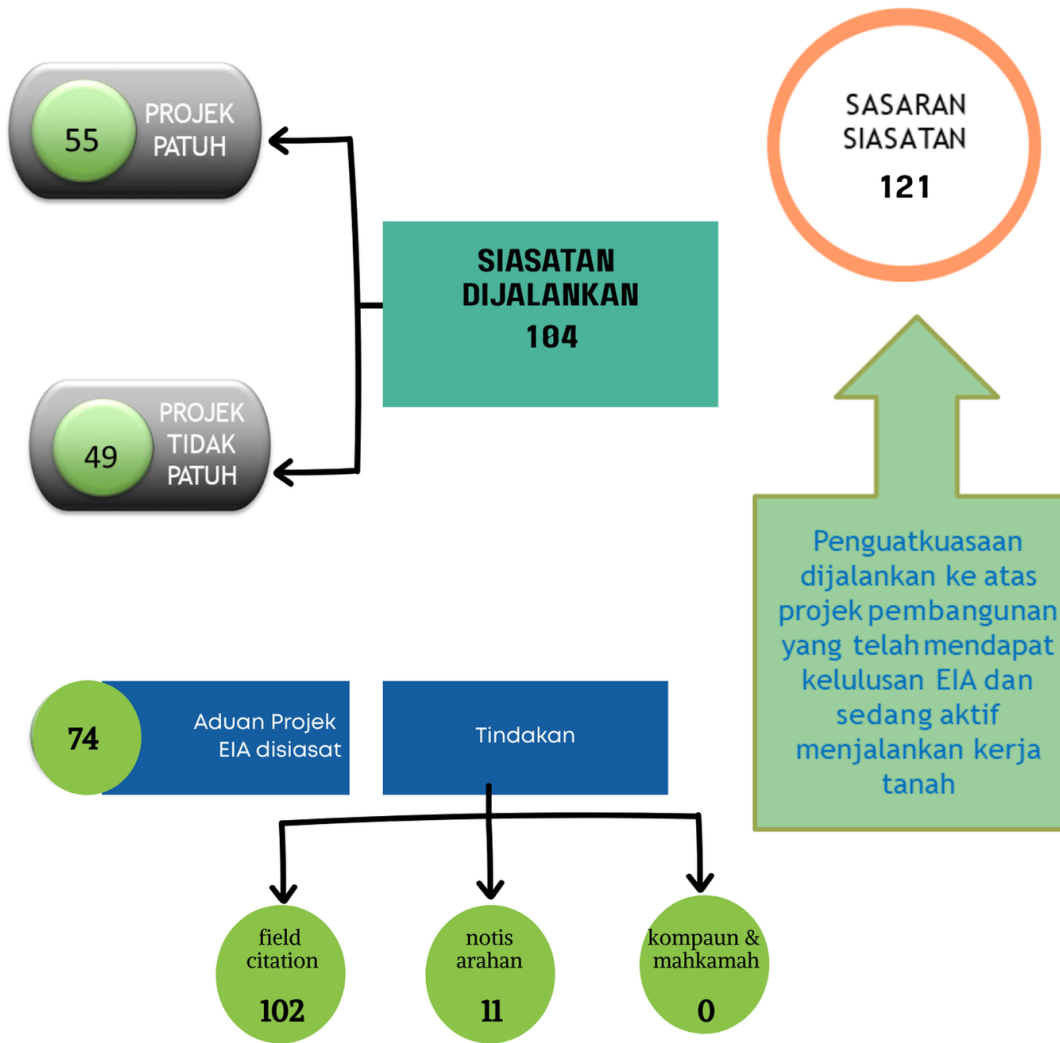 55
PROJEK
PATUH
SASARAN
SIASATAN
121
SIASATAN
DIJALANKAN
104
49
PROJEK
TIDAK
PATUH
Penguatkuasaan
dijalankan ke atas
projek pembangunan
yang telah mendapat
kelulusan EIA dan
sedang aktif
menjalankan kerja
tanah
74
Aduan Projek
EIA disiasat
Tindakan
field
citation
102
notis
arahan
11
kompaun &
mahkamah
0